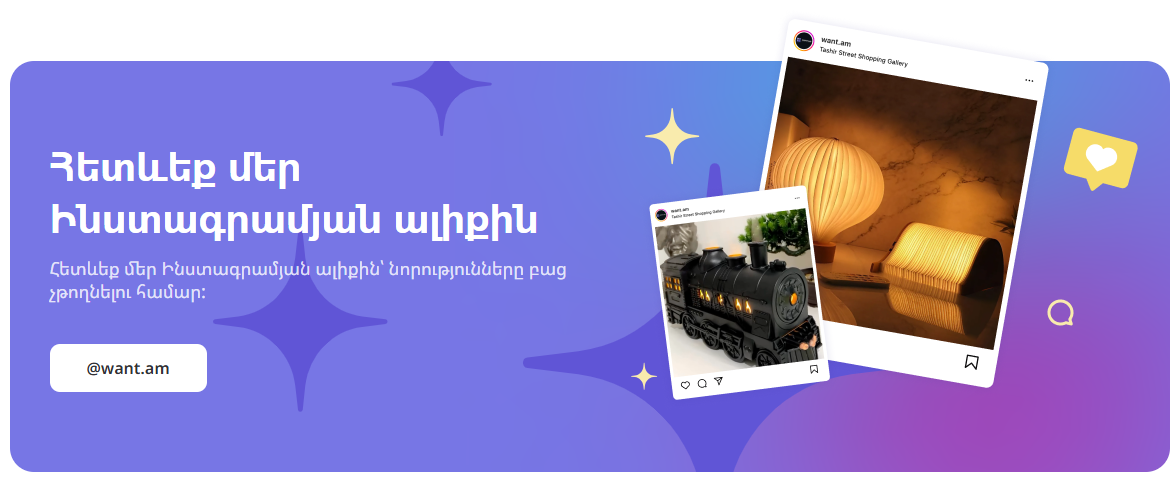 Հետևեք մեր
Ինստագրամյան ալիքին
Հետևեք մեր Ինստագրամյան ալիքին՝ նորությունները բաց
չթողնելու համար:
@want.am
want.am
Tashir Street Shopping Gallery
want.am
Tashir Street Shopping Gallery